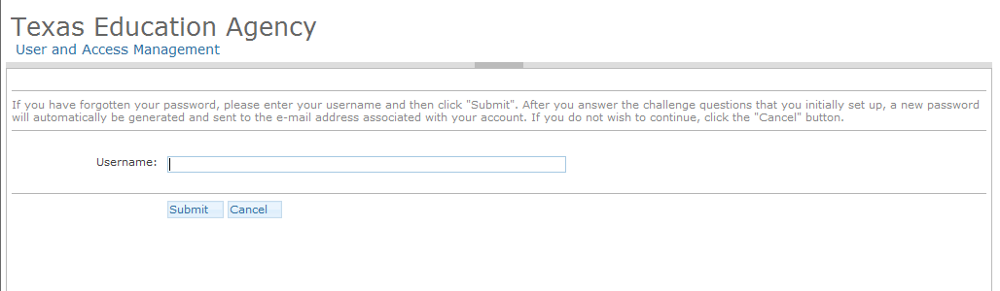 Texas Education Agency
User and Access Management
If you have forgotten your password, please enter your username and then click "Submit". After you answer the challenge questions that you initially set up, a new password
will automatically be generated and sent to the e-mail address associated with your account. If you do not wish to continue, click the "Cancel" button.
Username:
Submit Cancel